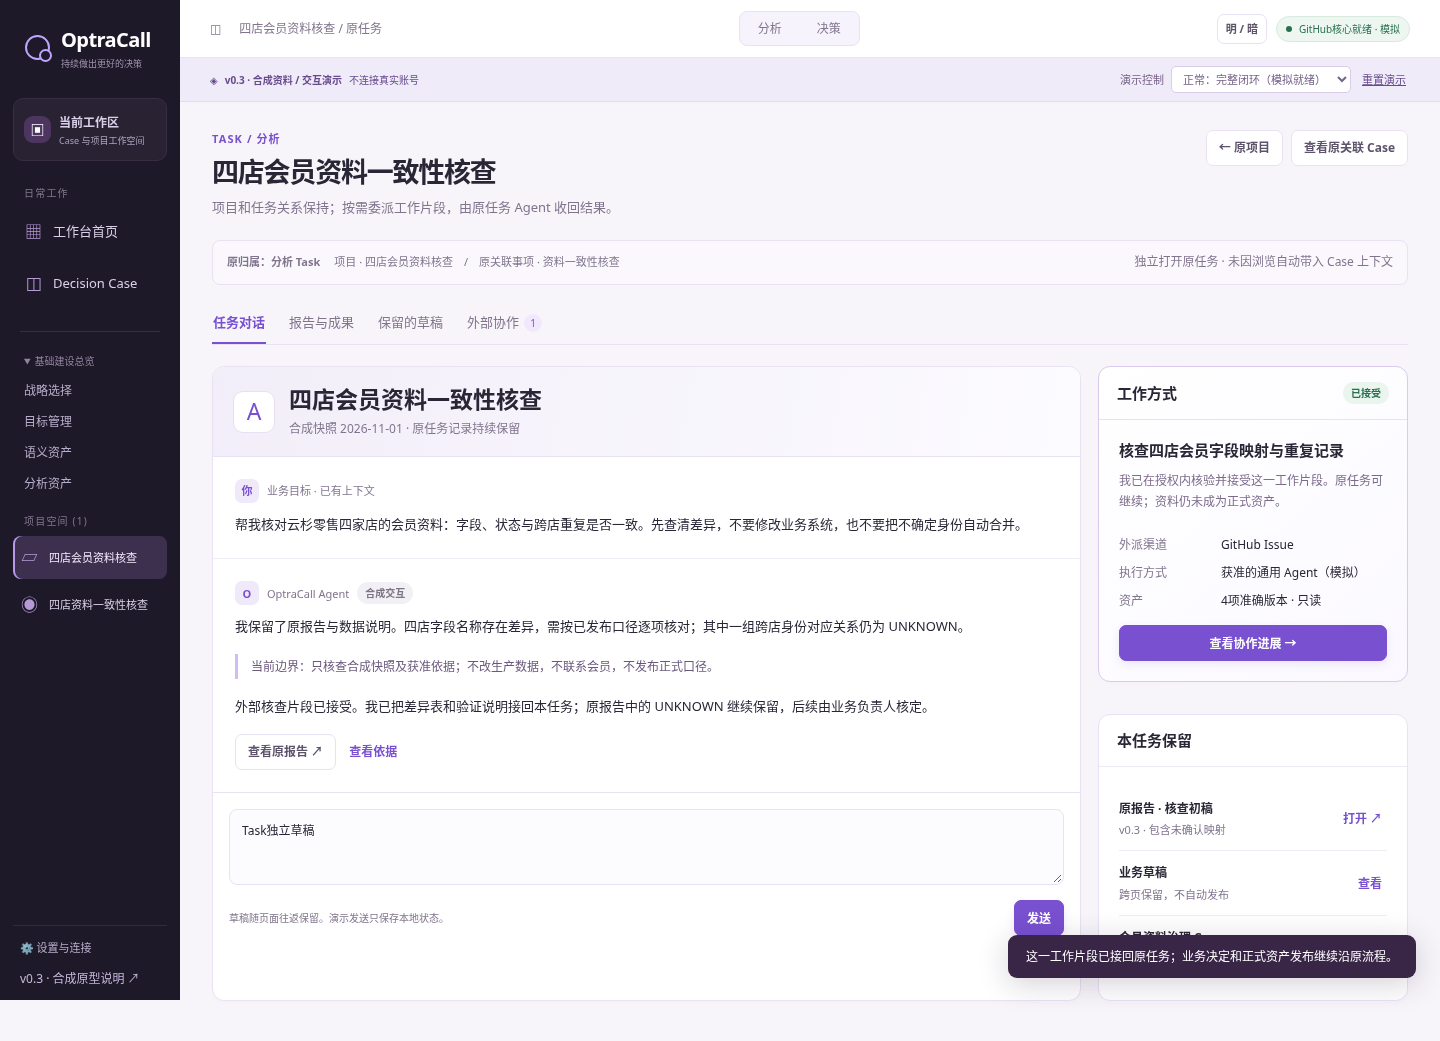 OptraCall
持续做出更好的决策
当前工作区
Case 与项目工作空间
日常工作
工作台首页
Decision Case
▼ 基础建设总览
战略选择
目标管理
语义资产
分析资产
项目空间 (1)
四店会员资料核查
四店资料一致性核查
⚙️ 设置与连接
v0.3 · 合成原型说明 ↗
四店会员资料核查 / 原任务
分析
决策
明 / 暗
GitHub核心就绪 · 模拟
◈ v0.3 · 合成资料 / 交互演示 不连接真实账号
演示控制
正常：完整闭环（模拟就绪）
重置演示
TASK / 分析
四店会员资料一致性核查
项目和任务关系保持；按需委派工作片段，由原任务 Agent 收回结果。
← 原项目
查看原关联 Case
原归属：分析 Task 项目 · 四店会员资料核查 / 原关联事项 · 资料一致性核查
独立打开原任务 · 未因浏览自动带入 Case 上下文
任务对话
报告与成果
保留的草稿
外部协作 1
A
四店会员资料一致性核查
合成快照 2026-11-01 · 原任务记录持续保留
你 业务目标 · 已有上下文
帮我核对云杉零售四家店的会员资料：字段、状态与跨店重复是否一致。先查清差异，不要修改业务系统，也不要把不确定身份自动合并。
O OptraCall Agent 合成交互
我保留了原报告与数据说明。四店字段名称存在差异，需按已发布口径逐项核对；其中一组跨店身份对应关系仍为 UNKNOWN。
当前边界：只核查合成快照及获准依据；不改生产数据，不联系会员，不发布正式口径。
外部核查片段已接受。我已把差异表和验证说明接回本任务；原报告中的 UNKNOWN 继续保留，后续由业务负责人核定。
查看原报告 ↗
查看依据
Task独立草稿
草稿随页面往返保留。演示发送只保存本地状态。
发送
工作方式
已接受
核查四店会员字段映射与重复记录
我已在授权内核验并接受这一工作片段。原任务可
继续；资料仍未成为正式资产。
外派渠道 GitHub Issue
执行方式 获准的通用 Agent（模拟）
资产 4项准确版本 · 只读
查看协作进展 →
本任务保留
原报告 · 核查初稿
v0.3 · 包含未确认映射
打开 ↗
业务草稿
跨页保留，不自动发布
查看
这一工作片段已接回原任务；业务决定和正式资产发布继续沿原流程。